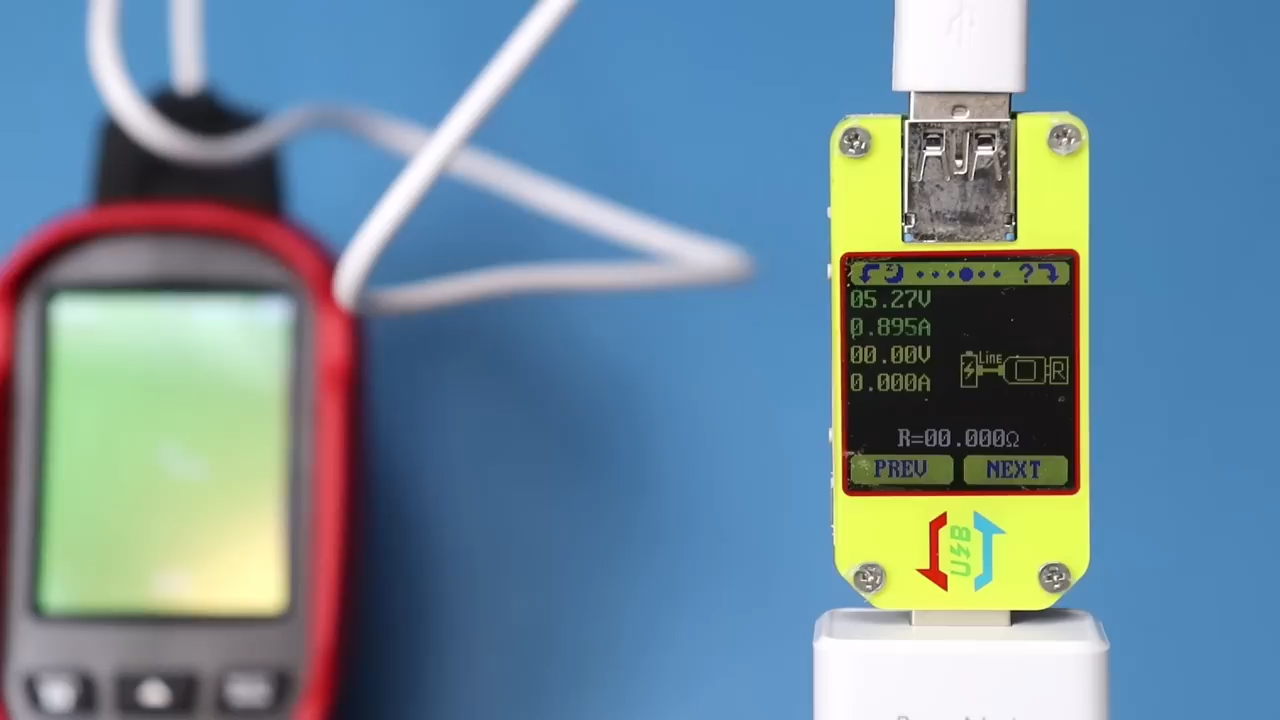 ?
05.27V
0.895A
00.00V
0.000A
LINE
R
R=00.000Ω
PREV NEXT
USB